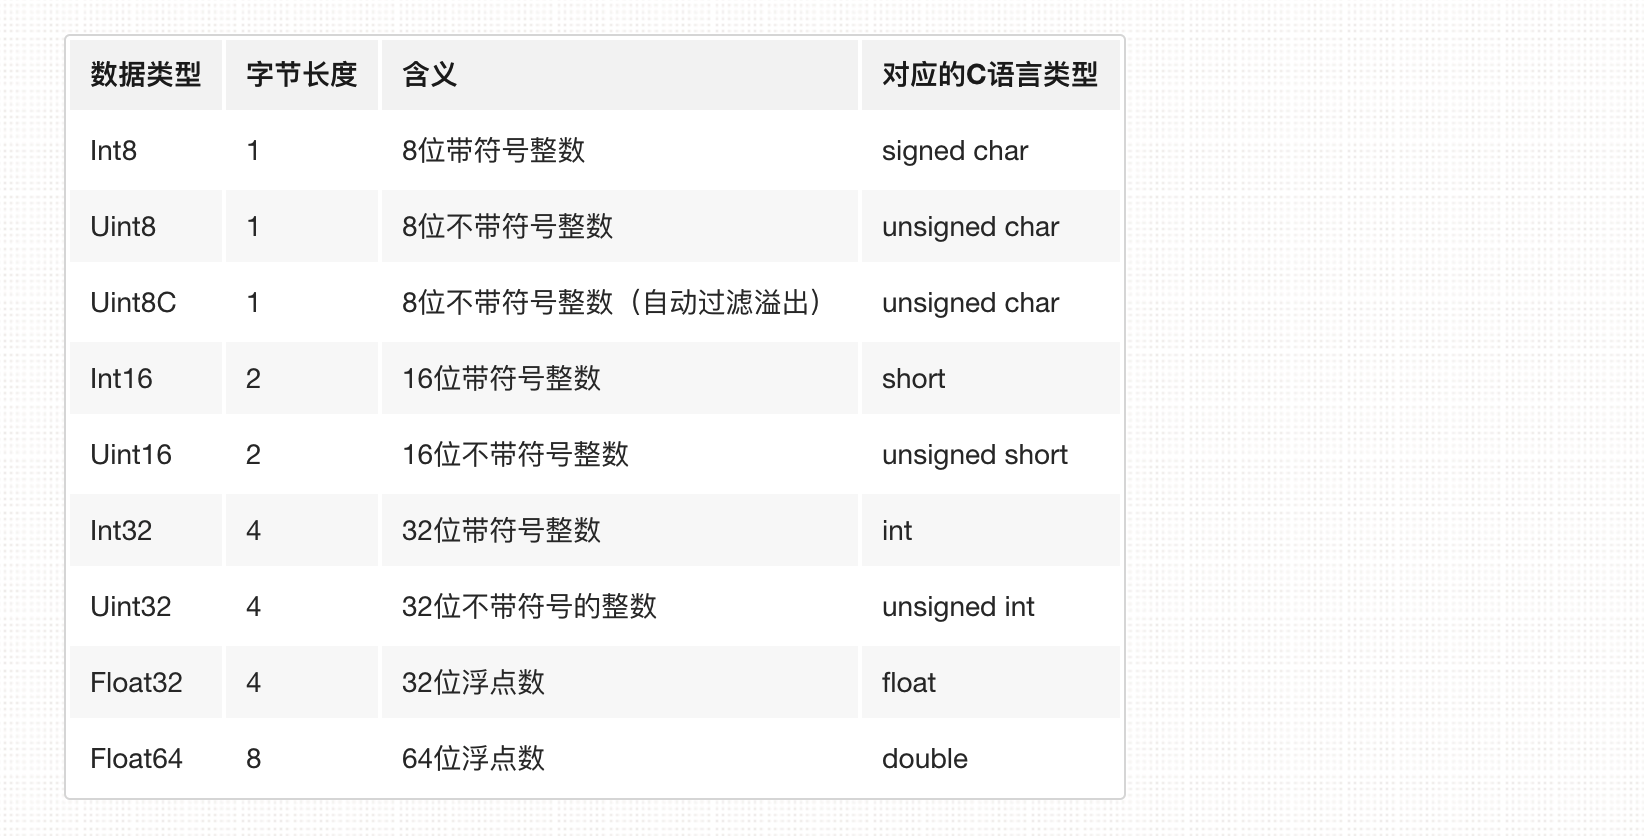 数据类型 字节长度 含义 对应的C语言类型
Int8 1 8位带符号整数 signed char
Uint8 1 8位不带符号整数 unsigned char
Uint8C 1 8位不带符号整数（自动过滤溢出） unsigned char
Int16 2 16位带符号整数 short
Uint16 2 16位不带符号整数 unsigned short
Int32 4 32位带符号整数 int
Uint32 4 32位不带符号的整数 unsigned int
Float32 4 32位浮点数 float
Float64 8 64位浮点数 double